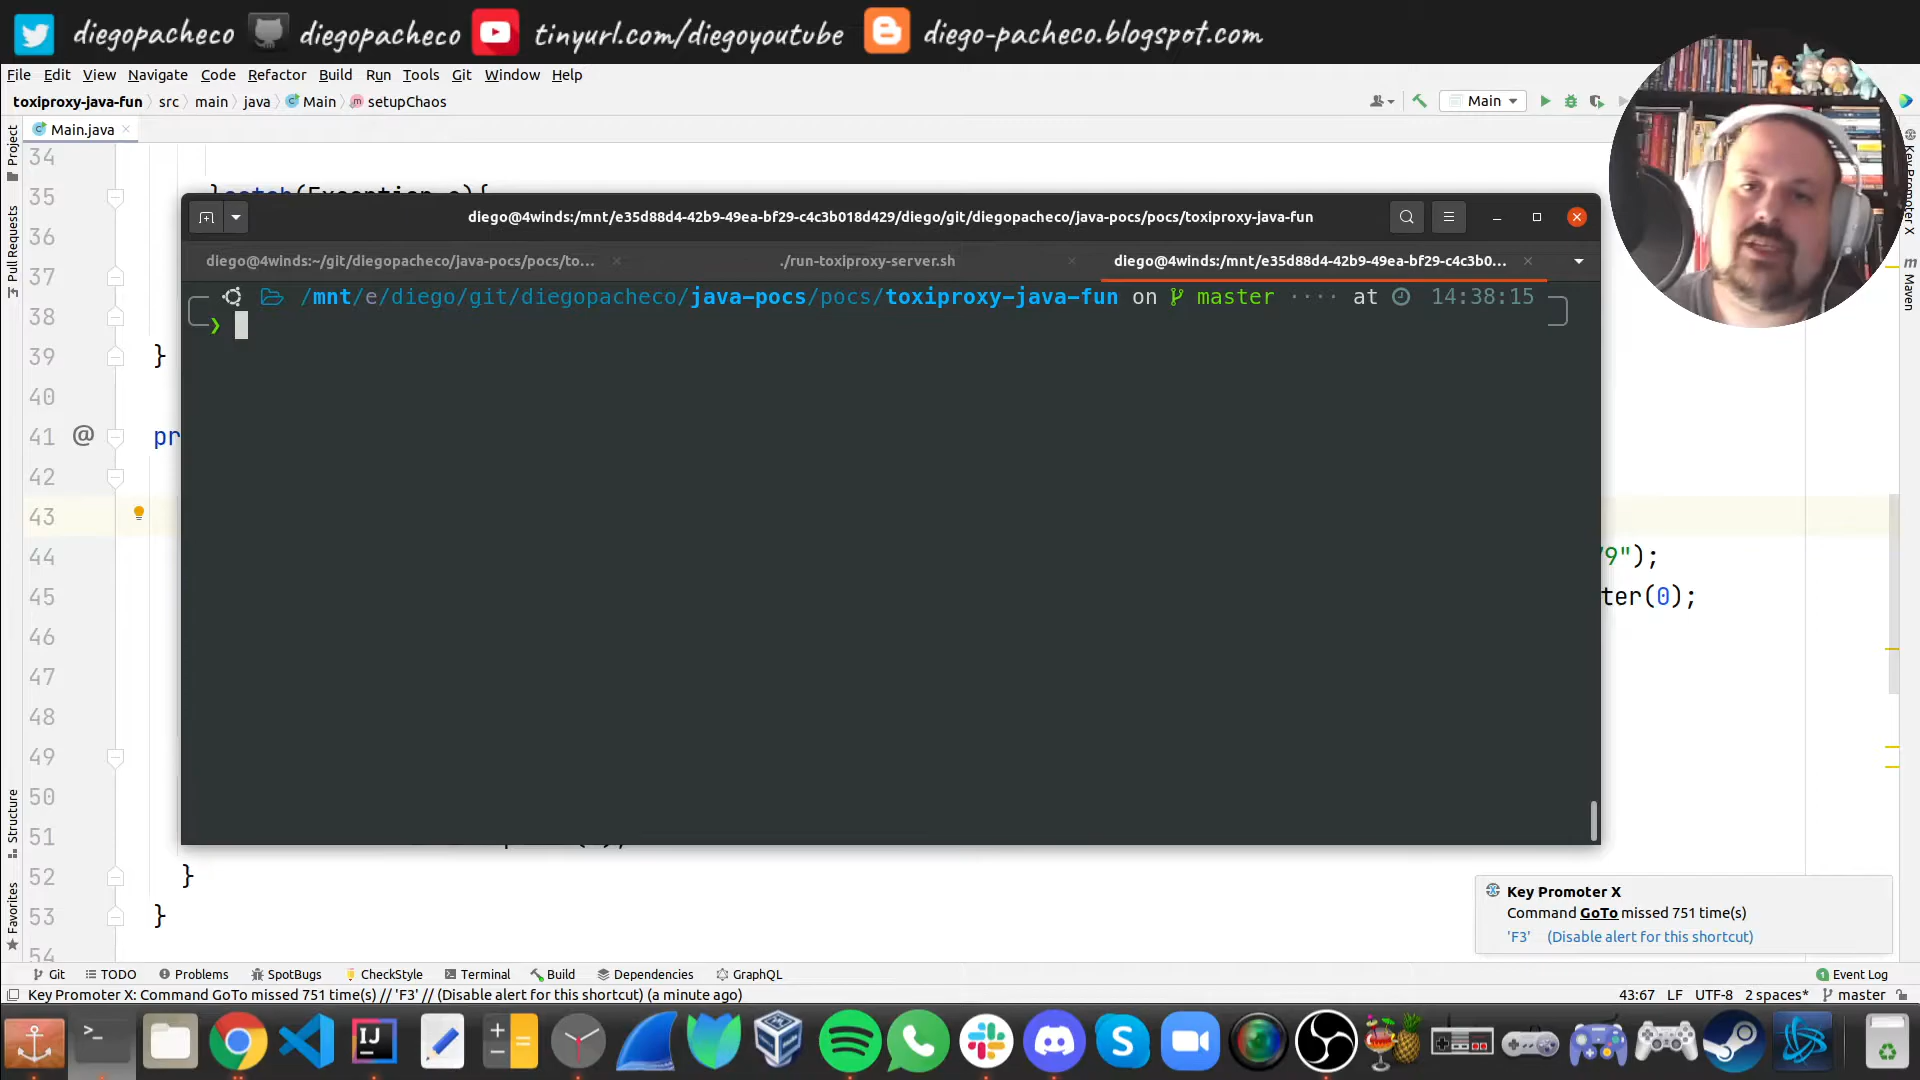 diegopacheco diegopacheco tinyurl.com/diegoyoutube diego-pacheco.blogspot.com
File Edit View Navigate Code Refactor Build Run Tools Git Window Help
toxiproxy-java-fun src main java Main setupChaos
Main
Main.java
Project
Pull Requests
Structure
Favorites
Key Promoter X
Maven
34
35
36
37
38
39 }
40
41 @ pr
42
43
44 9");
45 ter(0);
46
47
48
49
50
51
52 }
53 }
54
}catch(Exception e){
diego@4winds:/mnt/e35d88d4-42b9-49ea-bf29-c4c3b018d429/diego/git/diegopacheco/java-pocs/pocs/toxiproxy-java-fun
diego@4winds:~/git/diegopacheco/java-pocs/pocs/to... ./run-toxiproxy-server.sh diego@4winds:/mnt/e35d88d4-42b9-49ea-bf29-c4c3b0...
/mnt/e/diego/git/diegopacheco/java-pocs/pocs/toxiproxy-java-fun on master ···· at 14:38:15
❯
Key Promoter X
Command GoTo missed 751 time(s)
'F3' (Disable alert for this shortcut)
Git TODO Problems SpotBugs CheckStyle Terminal Build Dependencies GraphQL 1 Event Log
Key Promoter X: Command GoTo missed 751 time(s) // 'F3' // (Disable alert for this shortcut) (a minute ago) 43:67 LF UTF-8 2 spaces* master